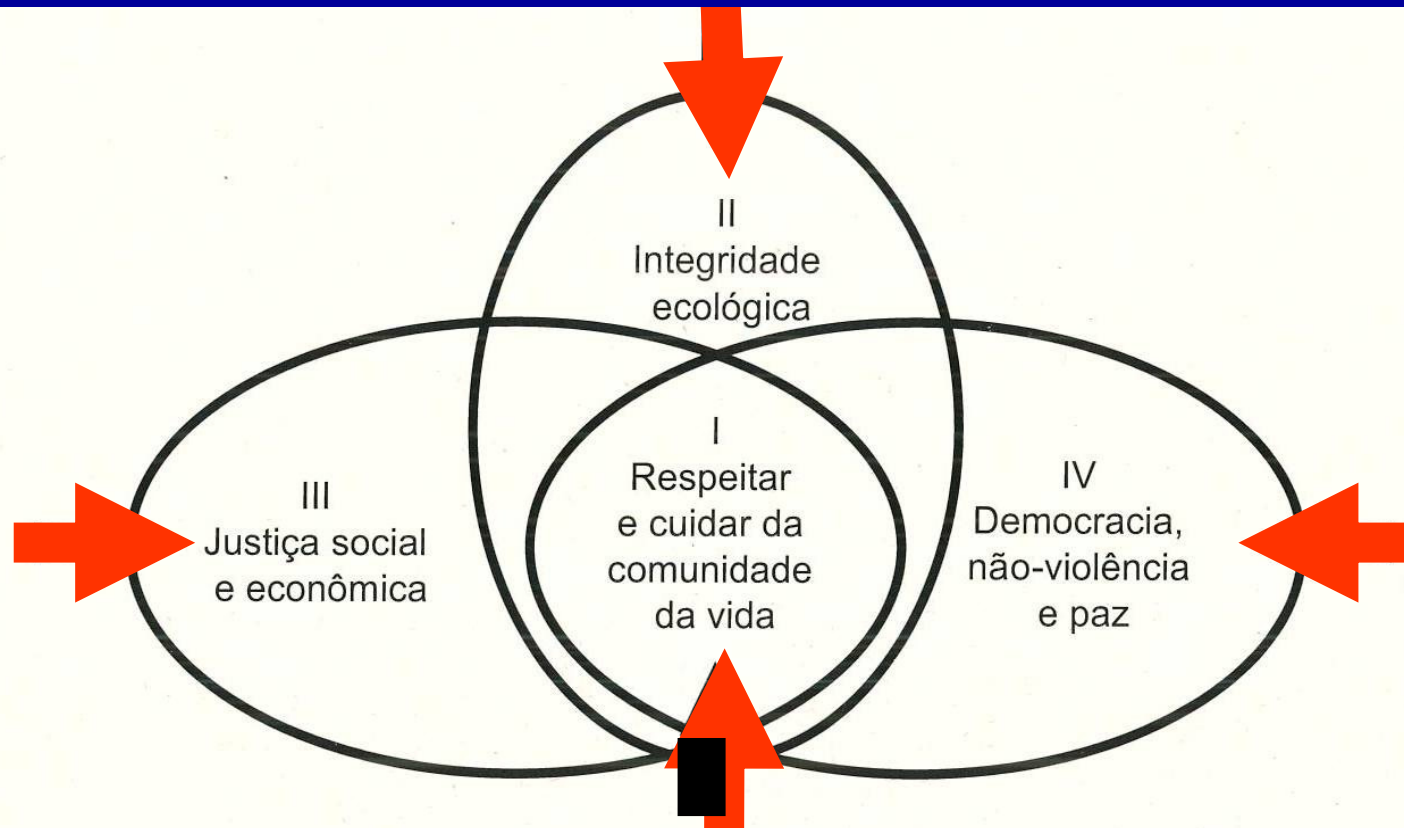 II
Integridade
ecológica
I
Respeitar
e cuidar da
comunidade
da vida
III
Justiça social
e econômica
IV
Democracia,
não-violência
e paz